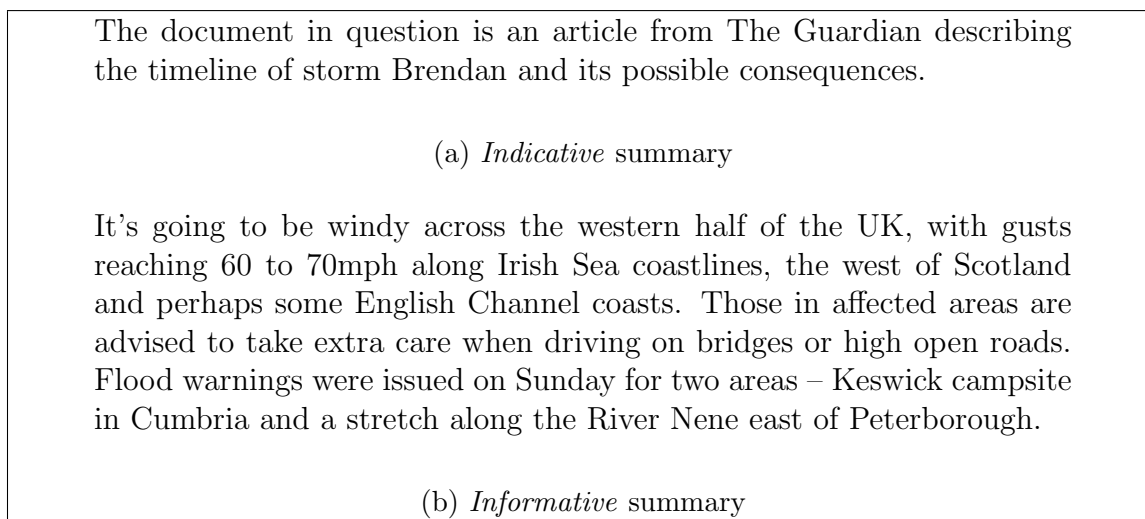 The document in question is an article from The Guardian describing
the timeline of storm Brendan and its possible consequences.
(a) Indicative summary
It's going to be windy across the western half of the UK, with gusts
reaching 60 to 70mph along Irish Sea coastlines, the west of Scotland
and perhaps some English Channel coasts. Those in affected areas are
advised to take extra care when driving on bridges or high open roads.
Flood warnings were issued on Sunday for two areas – Keswick campsite
in Cumbria and a stretch along the River Nene east of Peterborough.
(b) Informative summary